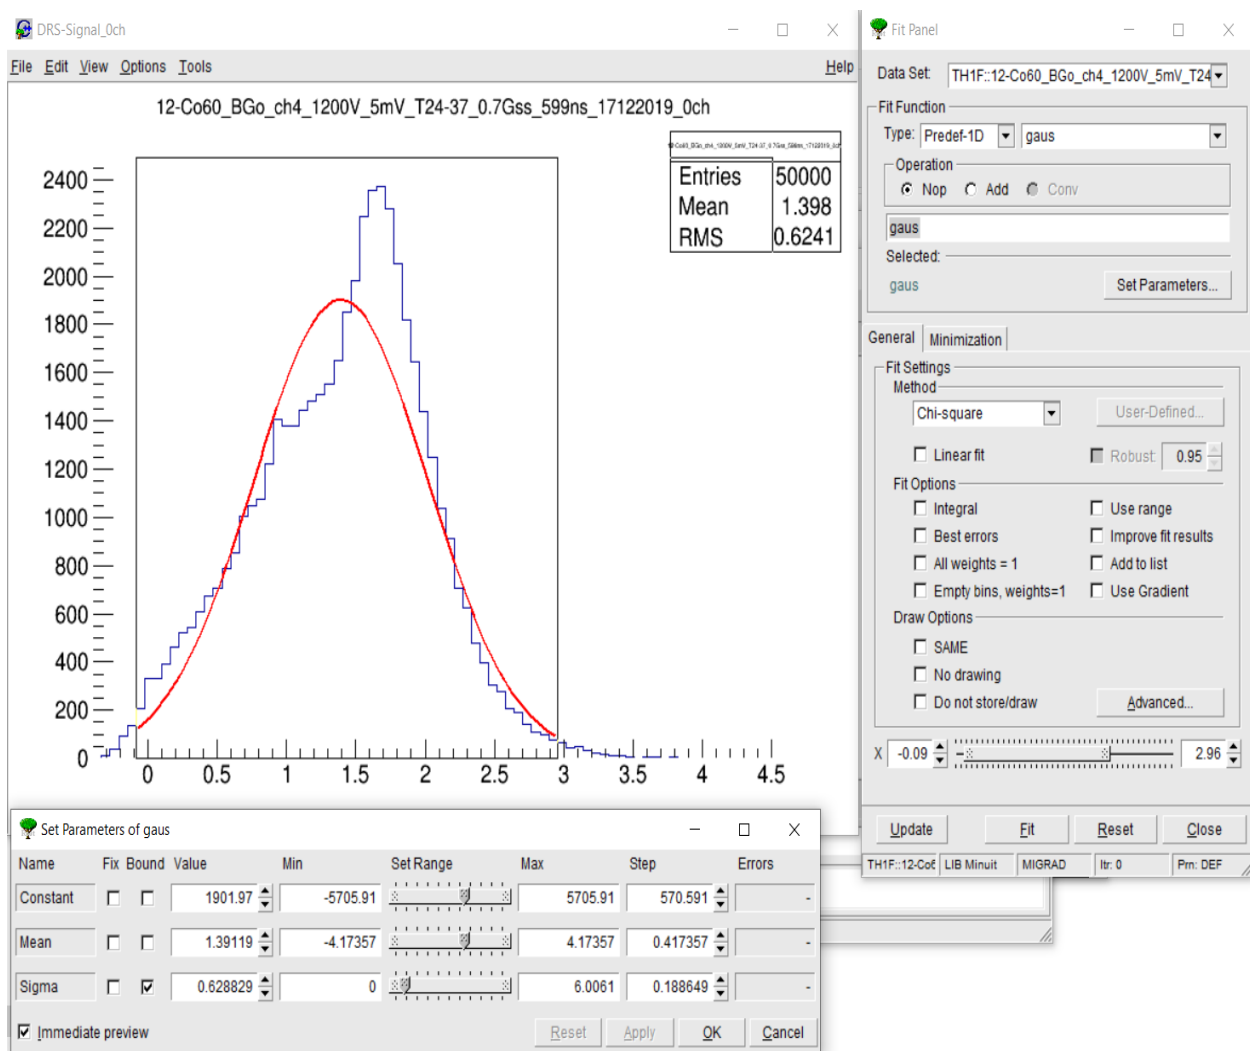 DRS-Signal_0ch
File Edit View Options Tools Help
12-Co60_BGo_ch4_1200V_5mV_T24-37_0.7Gss_599ns_17122019_0ch
12-Co60_BGo_ch4_1200V_5mV_T24-37_0.7Gss_599ns_17122019_0ch
Entries 50000
Mean 1.398
RMS 0.6241
2400
2200
2000
1800
1600
1400
1200
1000
800
600
400
200
0
0 0.5 1 1.5 2 2.5 3 3.5 4 4.5
Fit Panel
Data Set: TH1F::12-Co60_BGo_ch4_1200V_5mV_T24
Fit Function
Type: Predef-1D gaus
Operation
Nop Add Conv
gaus
Selected:
gaus Set Parameters...
General Minimization
Fit Settings
Method
Chi-square User-Defined...
Linear fit Robust: 0.95
Fit Options
Integral Use range
Best errors Improve fit results
All weights = 1 Add to list
Empty bins, weights=1 Use Gradient
Draw Options
SAME
No drawing
Do not store/draw Advanced...
X -0.09 2.96
Update Fit Reset Close
TH1F::12-Co6 LIB Minuit MIGRAD Itr: 0 Prn: DEF
Set Parameters of gaus
Name Fix Bound Value Min Set Range Max Step Errors
Constant 1901.97 -5705.91 5705.91 570.591 -
Mean 1.39119 -4.17357 4.17357 0.417357 -
Sigma 0.628829 0 6.0061 0.188649 -
Immediate preview Reset Apply OK Cancel